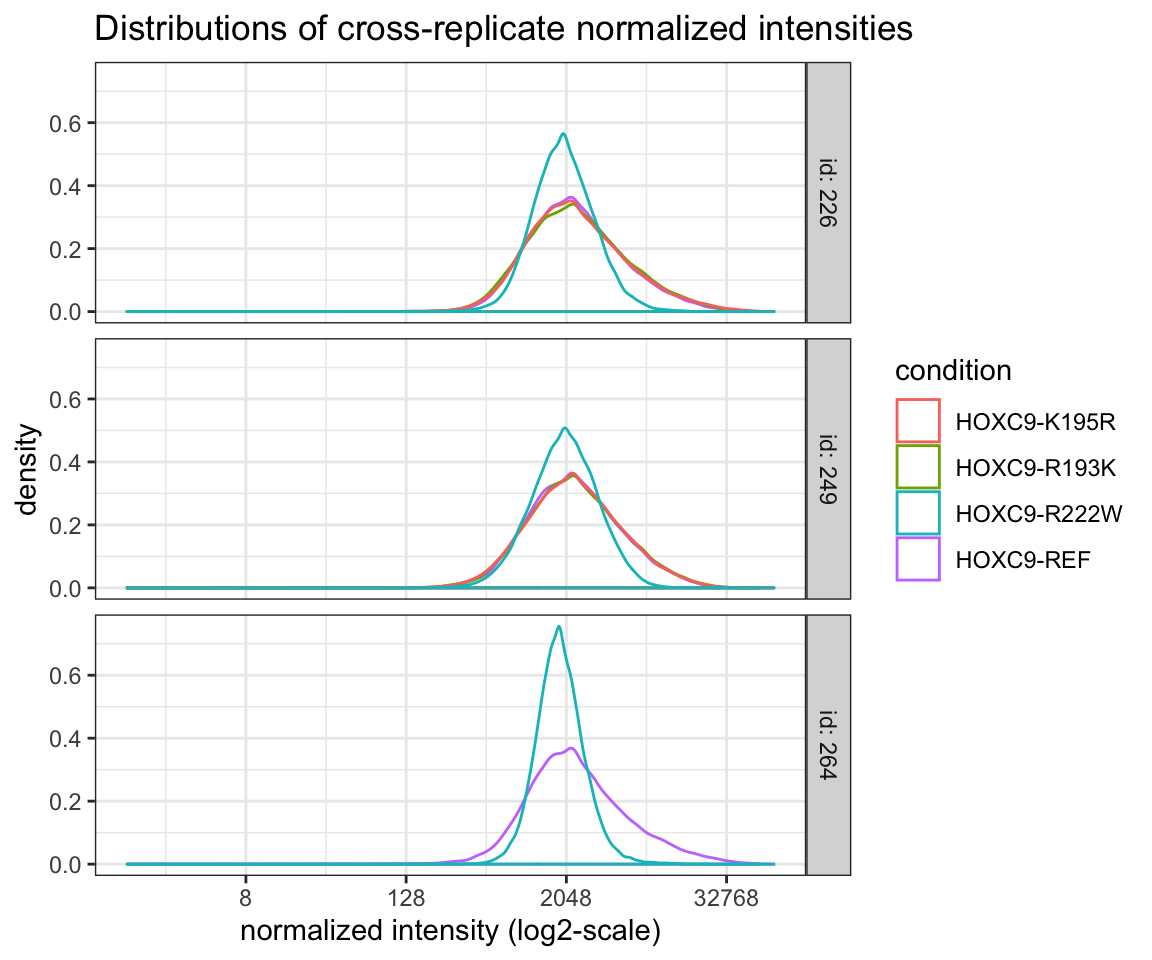 Distributions of cross-replicate normalized intensities
0.6
0.4
0.2
0.0
id: 226
0.6
0.4
0.2
0.0
id: 249
0.6
0.4
0.2
0.0
id: 264
density
8 128 2048 32768
normalized intensity (log2-scale)
condition
HOXC9-K195R
HOXC9-R193K
HOXC9-R222W
HOXC9-REF